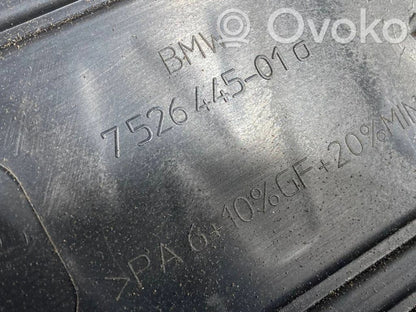 Ovoko
BMW
7526445-01
>PA 6+10%GF+20%MIN